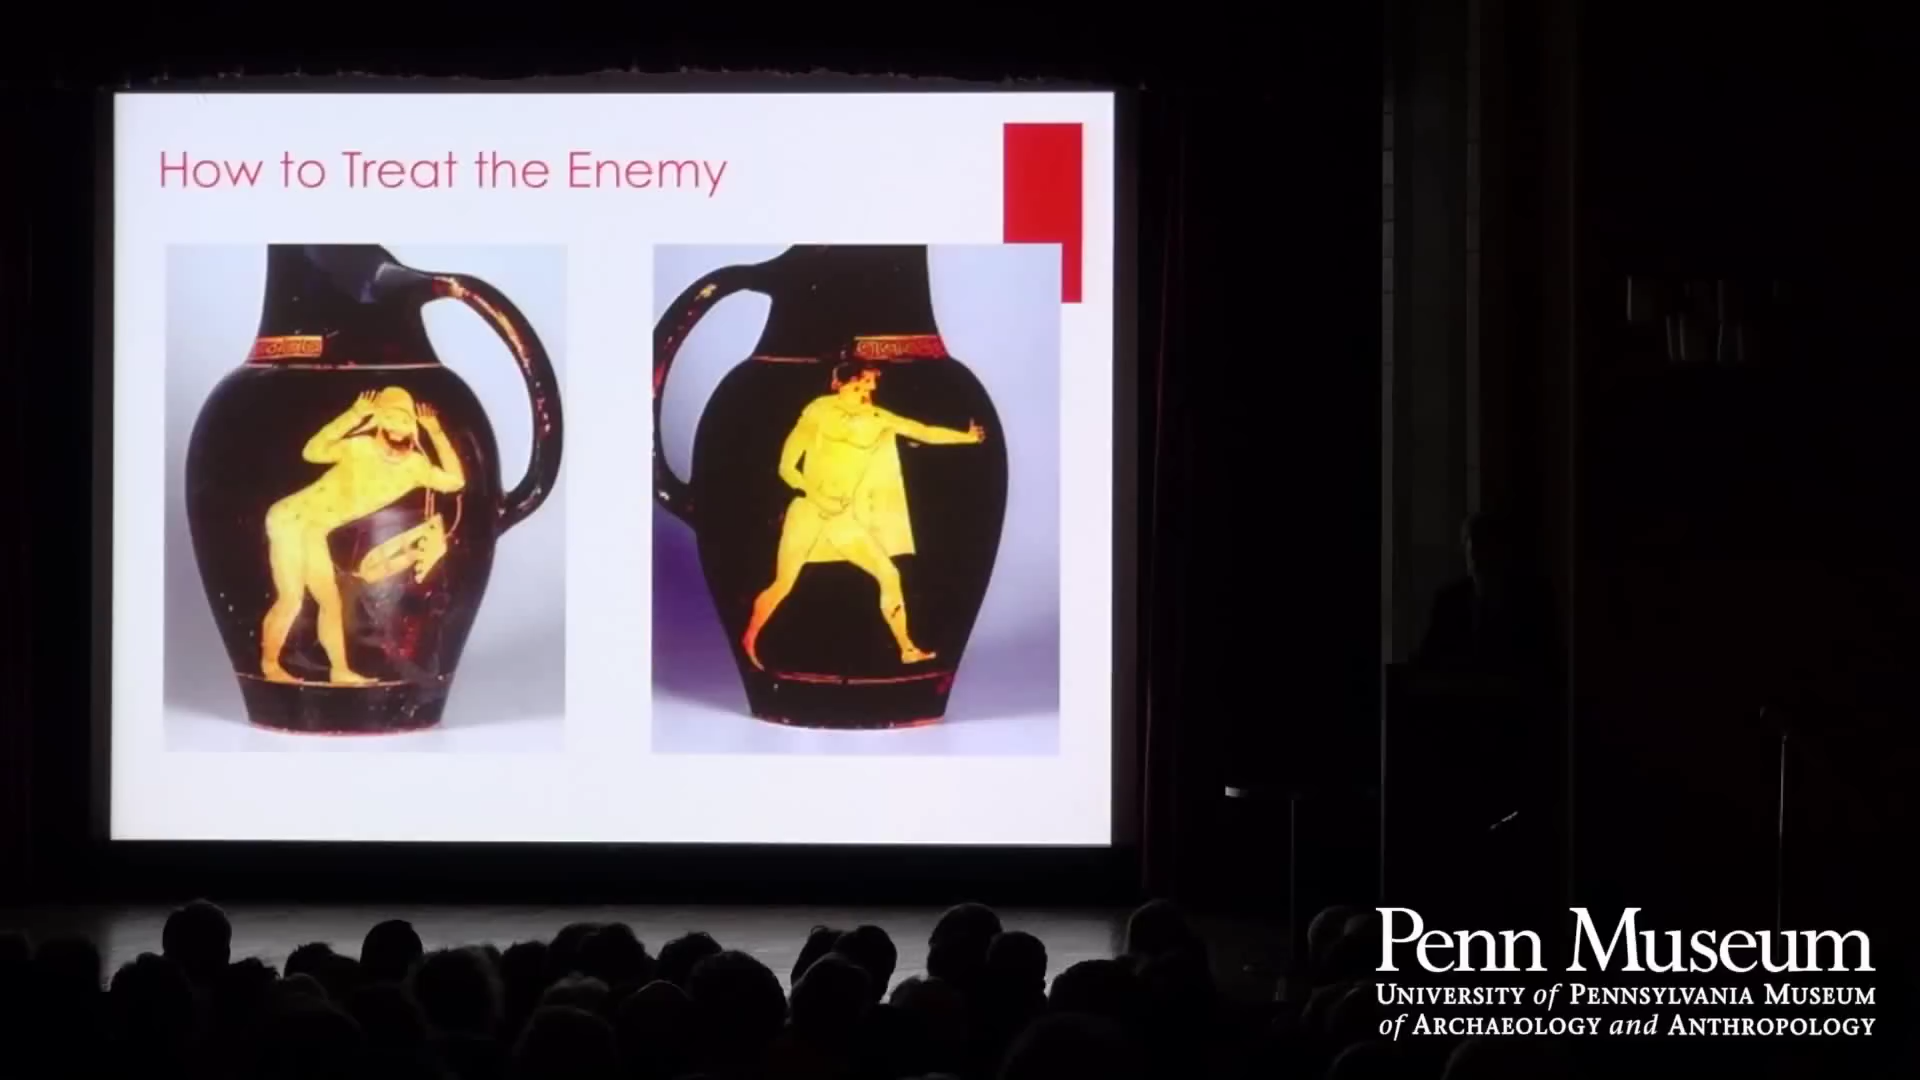 How to Treat the Enemy
Penn Museum
University of Pennsylvania Museum
of Archaeology and Anthropology